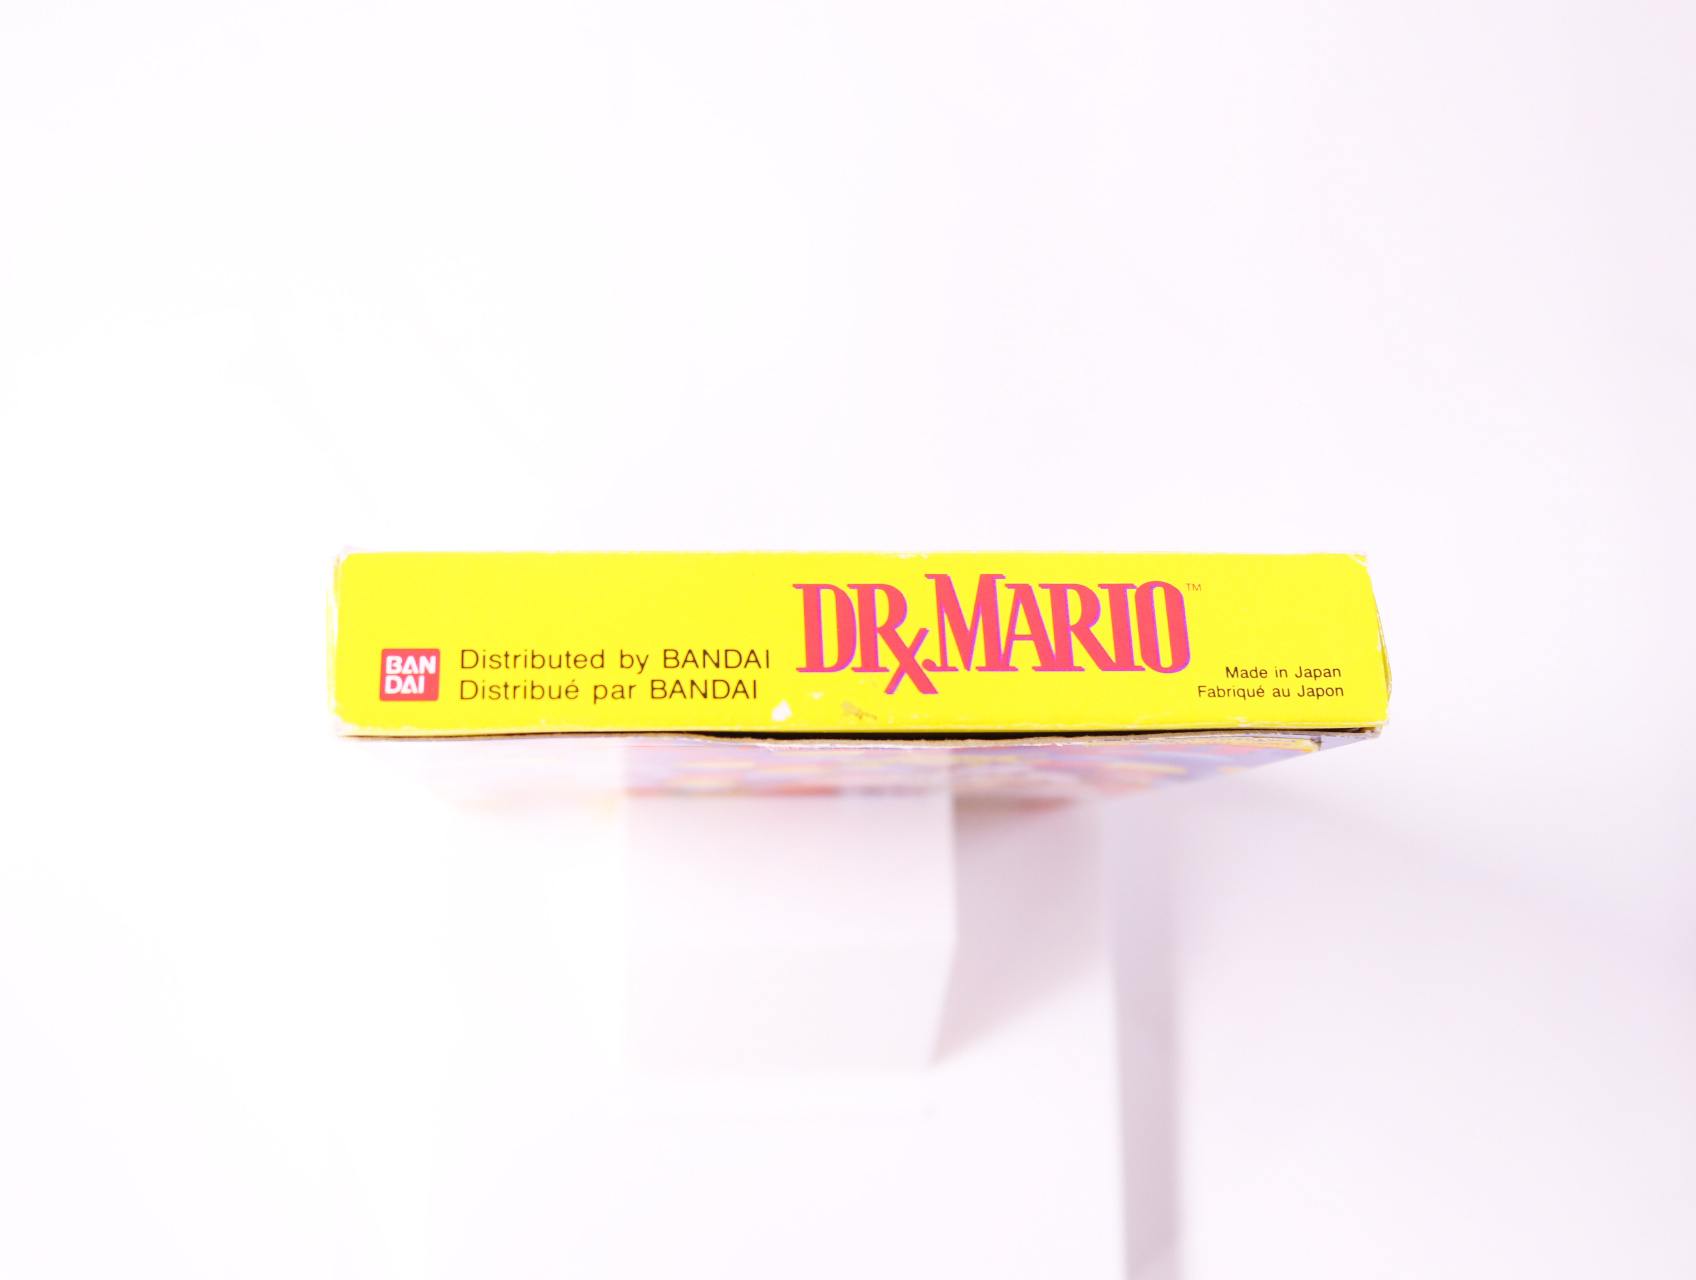 BAN
DAI
Distributed by BANDAI
Distribué par BANDAI
DR.MARIO™
Made in Japan
Fabriqué au Japon